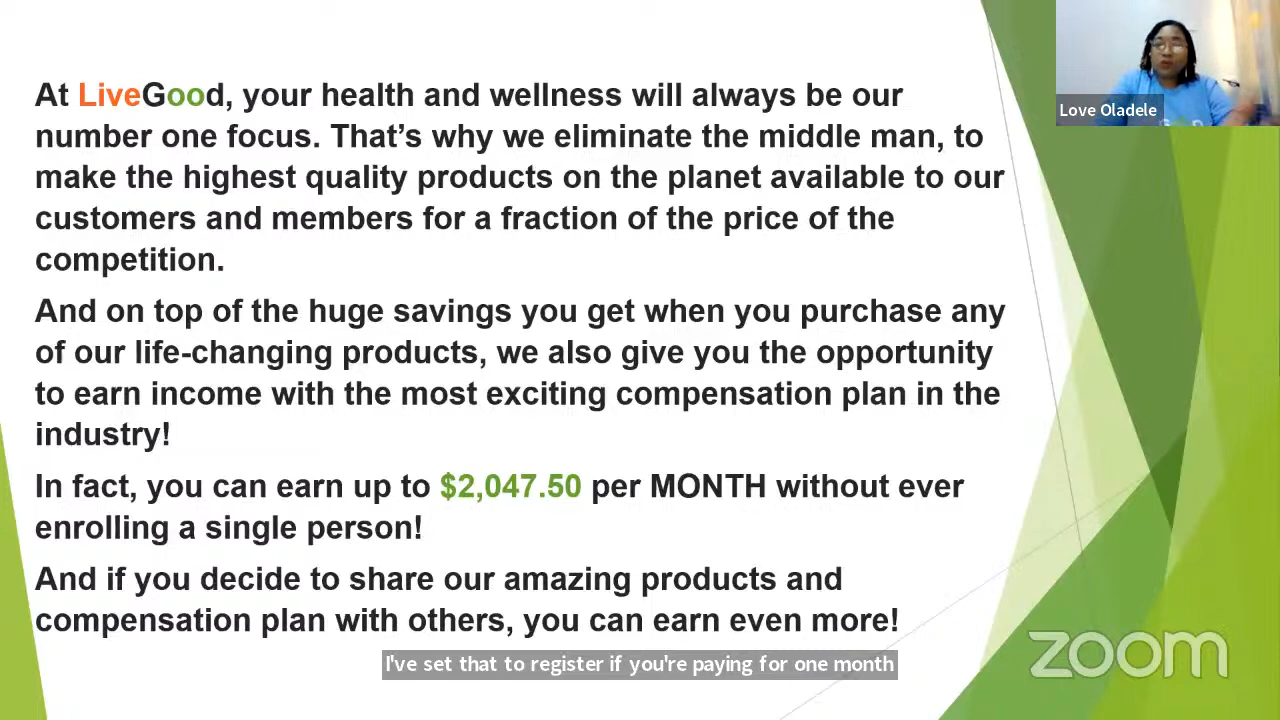 At LiveGood, your health and wellness will always be our
number one focus. That’s why we eliminate the middle man, to
make the highest quality products on the planet available to our
customers and members for a fraction of the price of the
competition.
And on top of the huge savings you get when you purchase any
of our life-changing products, we also give you the opportunity
to earn income with the most exciting compensation plan in the
industry!
In fact, you can earn up to $2,047.50 per MONTH without ever
enrolling a single person!
And if you decide to share our amazing products and
compensation plan with others, you can earn even more!
Love Oladele
I've set that to register if you're paying for one month
zoom